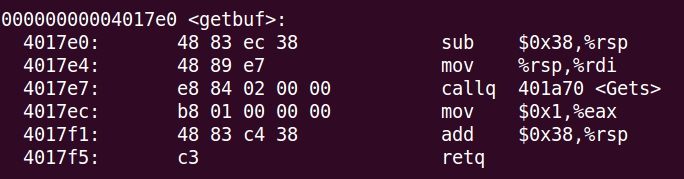 00000000004017e0 <getbuf>:
4017e0: 48 83 ec 38 sub $0x38,%rsp
4017e4: 48 89 e7 mov %rsp,%rdi
4017e7: e8 84 02 00 00 callq 401a70 <Gets>
4017ec: b8 01 00 00 00 mov $0x1,%eax
4017f1: 48 83 c4 38 add $0x38,%rsp
4017f5: c3 retq